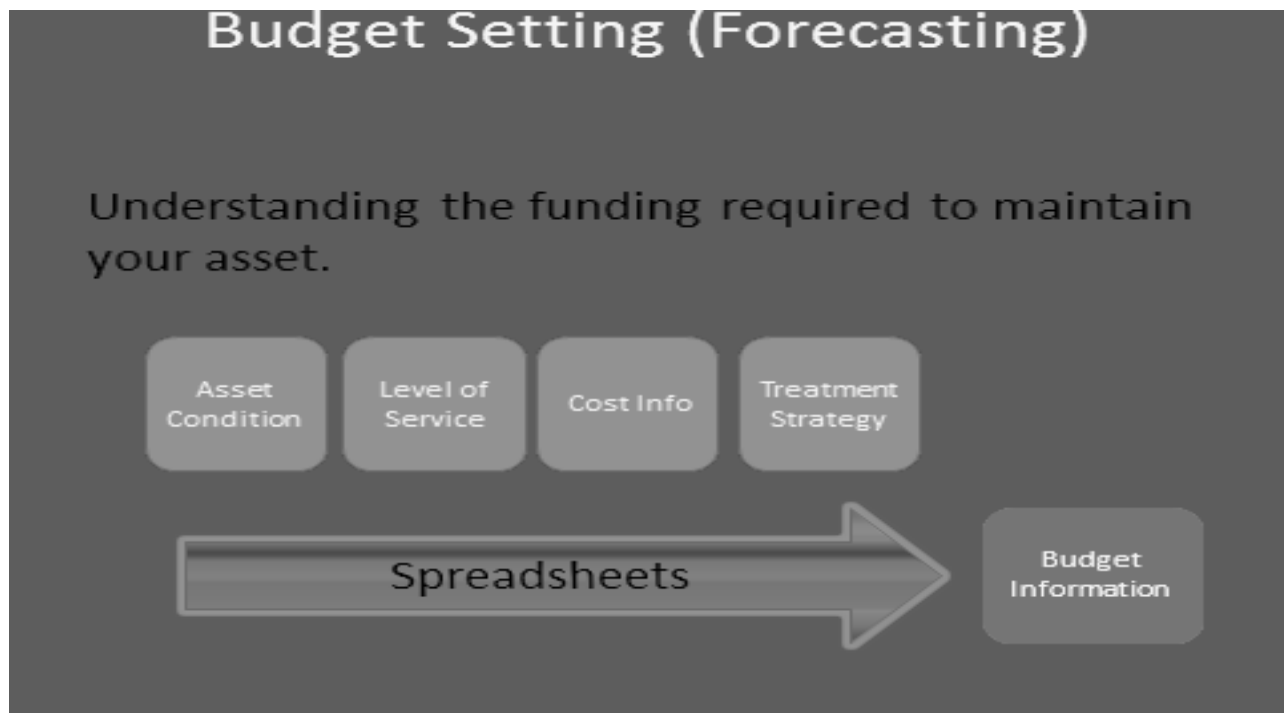 Budget Setting (Forecasting)
Understanding the funding required to maintain
your asset.
Asset
Condition
Level of
Service
Cost Info
Treatment
Strategy
Spreadsheets
Budget
Information